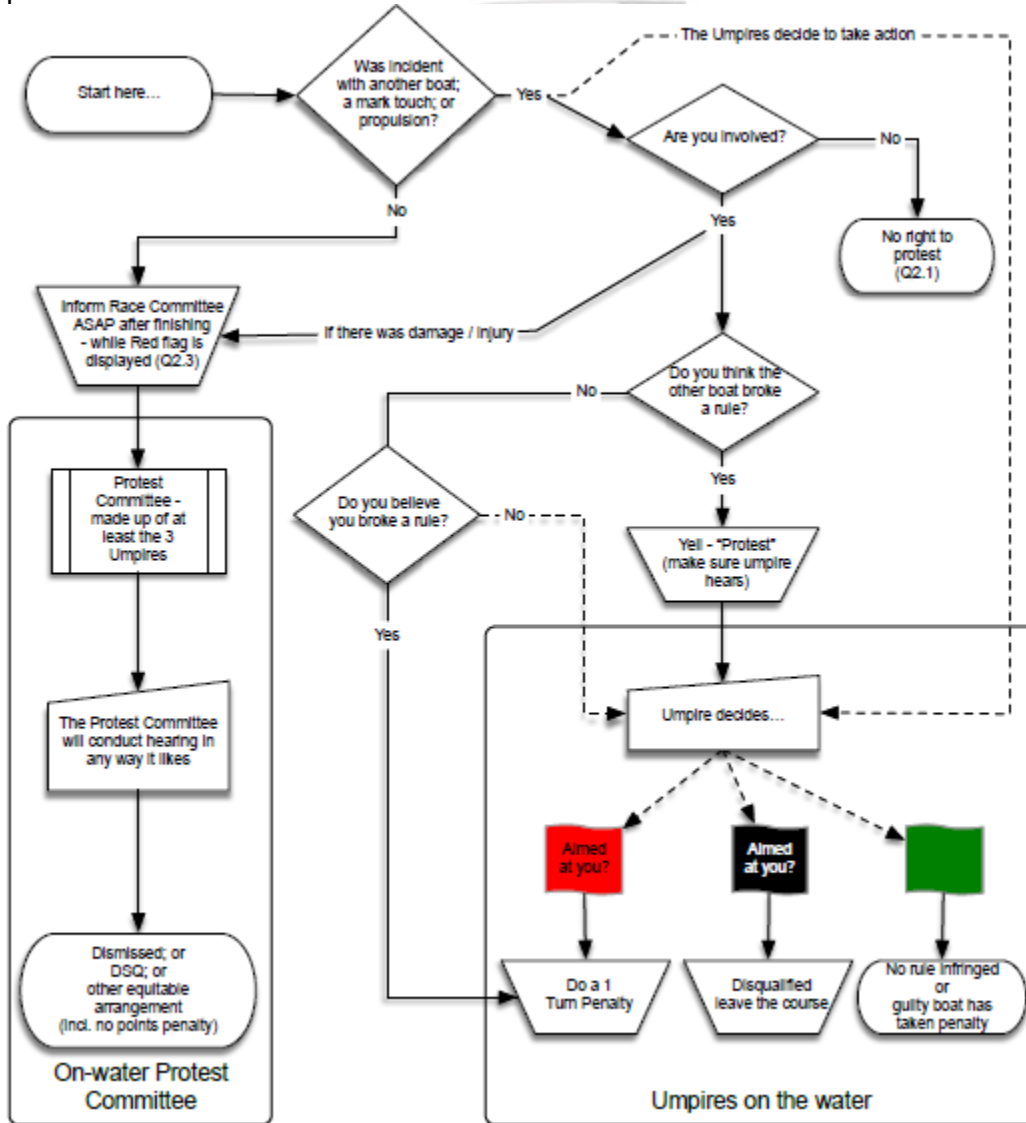 The Umpires decide to take action
Was incident
with another boat;
a mark touch; or
propulsion?
Start here...
Yes
Are you involved?
No
No
Yes
No right to
protest
(Q2.1)
Inform Race Committee
ASAP after finishing
- while Red flag is
displayed (Q2.3)
If there was damage / Injury
Do you think the
other boat broke
a rule?
No
Yes
Protest
Committee -
made up of at
least the 3
Umpires
Do you believe
you broke a rule?
No
Yell - "Protest"
(make sure umpire
hears)
Yes
The Protest Committee
will conduct hearing in
any way it likes
Umpire decides...
Aimed
at you?
Aimed
at you?
Dismissed; or
DSQ; or
other equitable
arrangement
(Incl. no points penalty)
Do a 1
Turn Penalty
Disqualified
leave the course
No rule infringed
or
guilty boat has
taken penalty
On-water Protest
Committee
Umpires on the water